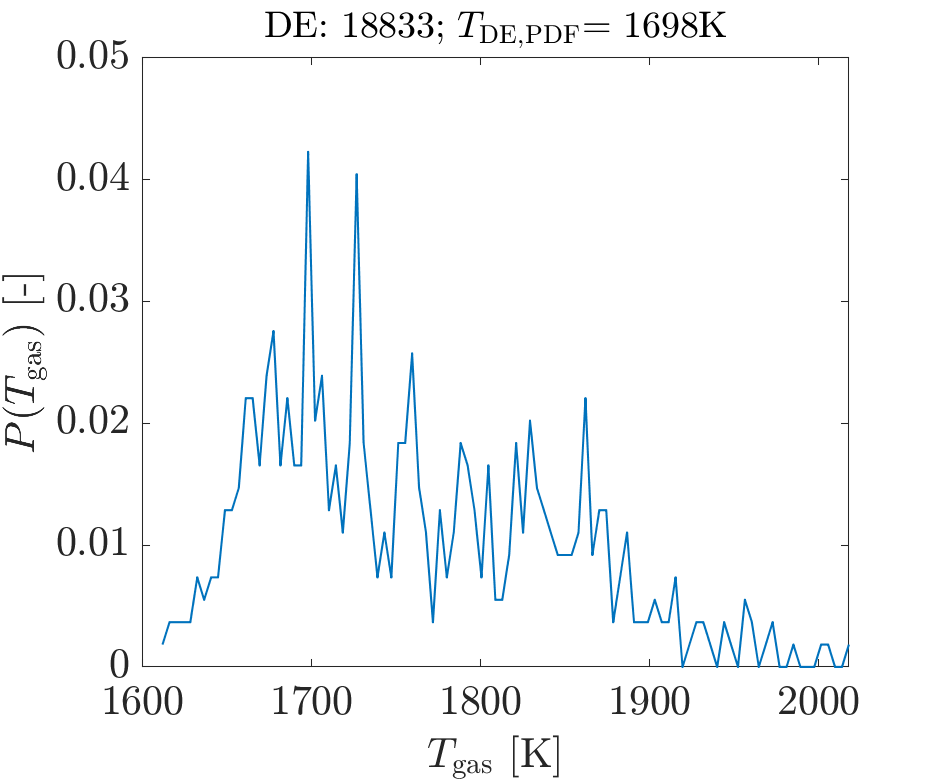 DE: 18833; T_DE,PDF= 1698K
0.05
0.04
0.03
0.02
0.01
0
P(T_gas) [-]
1600 1700 1800 1900 2000
T_gas [K]